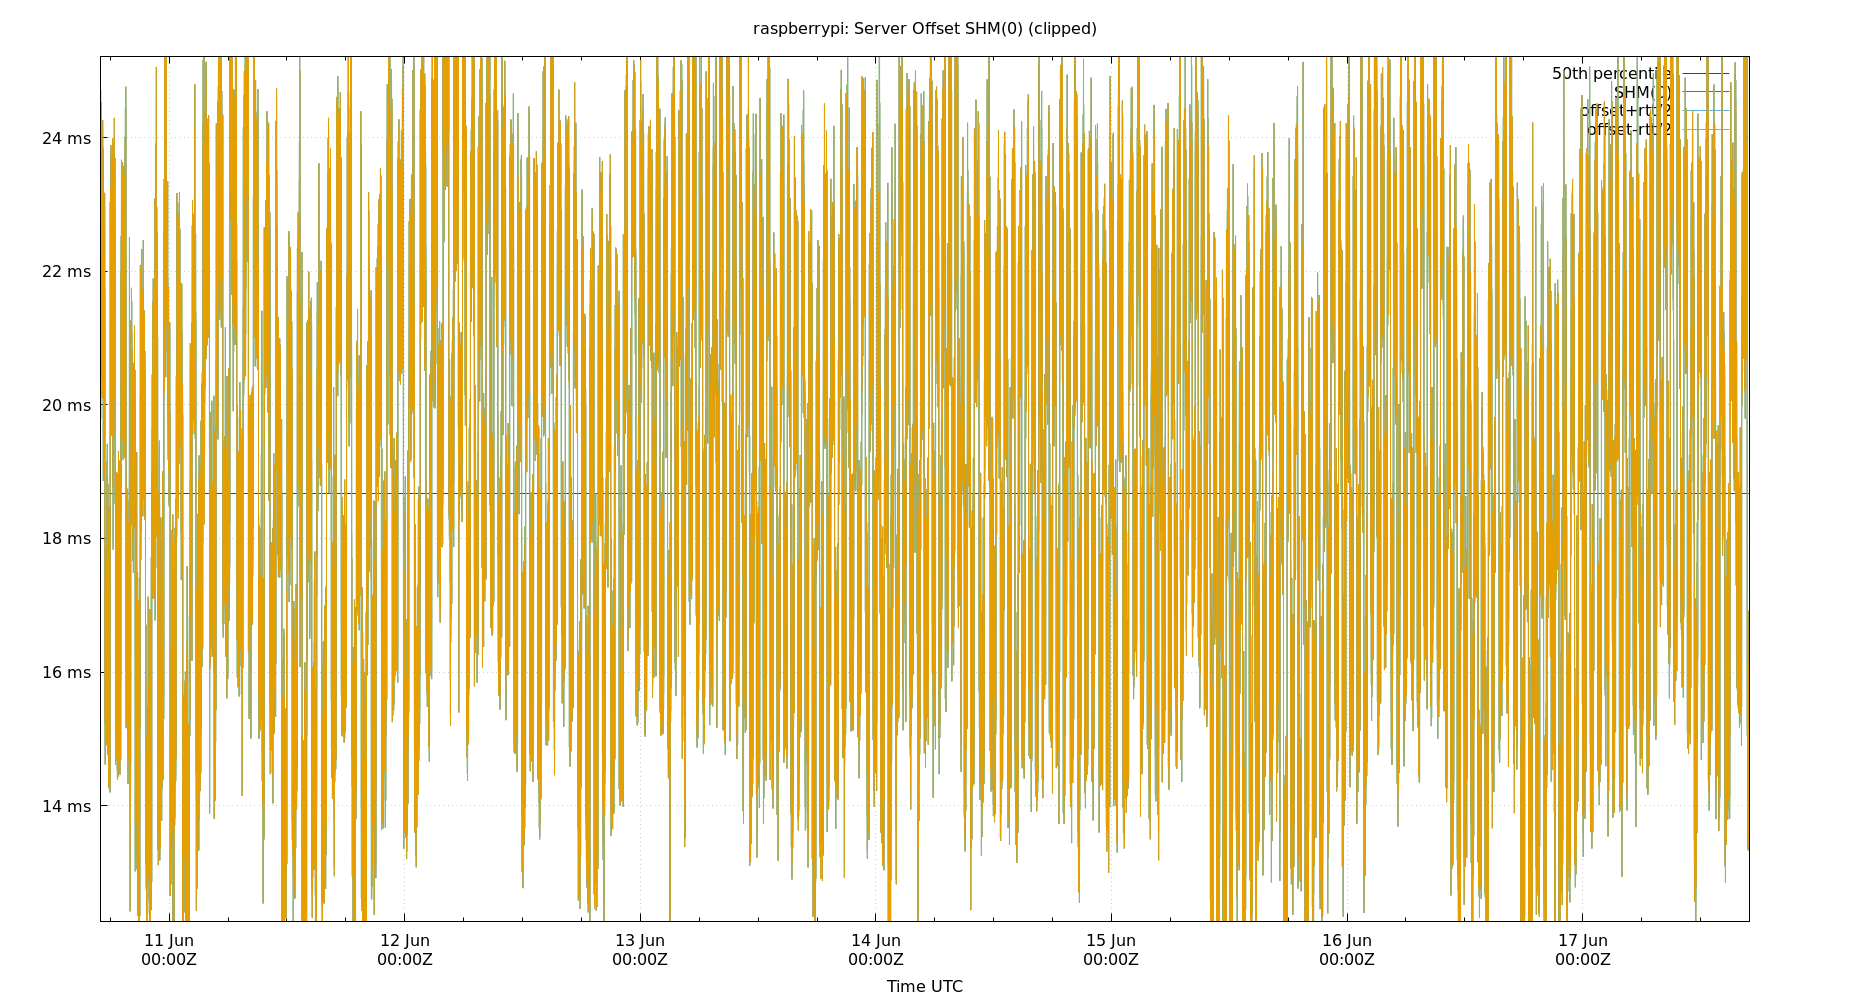 raspberrypi: Server Offset SHM(0) (clipped)
50th percentile
SHM(0)
offset+rtt/2
offset-rtt/2
24 ms
22 ms
20 ms
18 ms
16 ms
14 ms
11 Jun 12 Jun 13 Jun 14 Jun 15 Jun 16 Jun 17 Jun
00:00Z 00:00Z 00:00Z 00:00Z 00:00Z 00:00Z 00:00Z
Time UTC